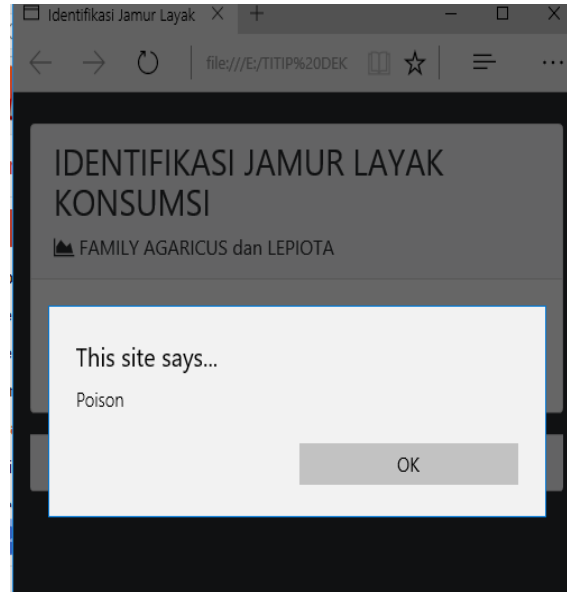 Identifikasi Jamur Layak
file:///E:/TITIP%20DEK
IDENTIFIKASI JAMUR LAYAK
KONSUMSI
FAMILY AGARICUS dan LEPIOTA
This site says...
Poison
OK